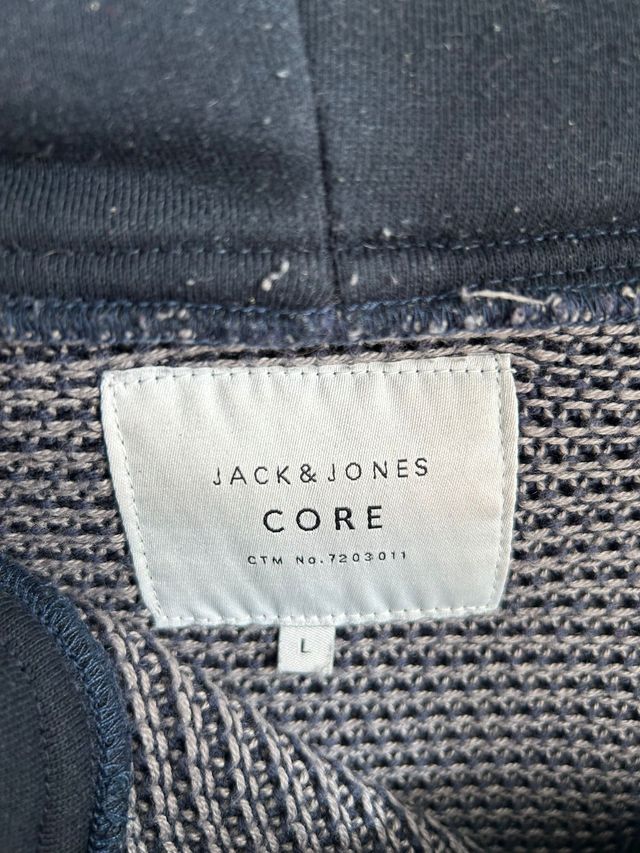 JACK & JONES
CORE
CTM No. 7203011
L